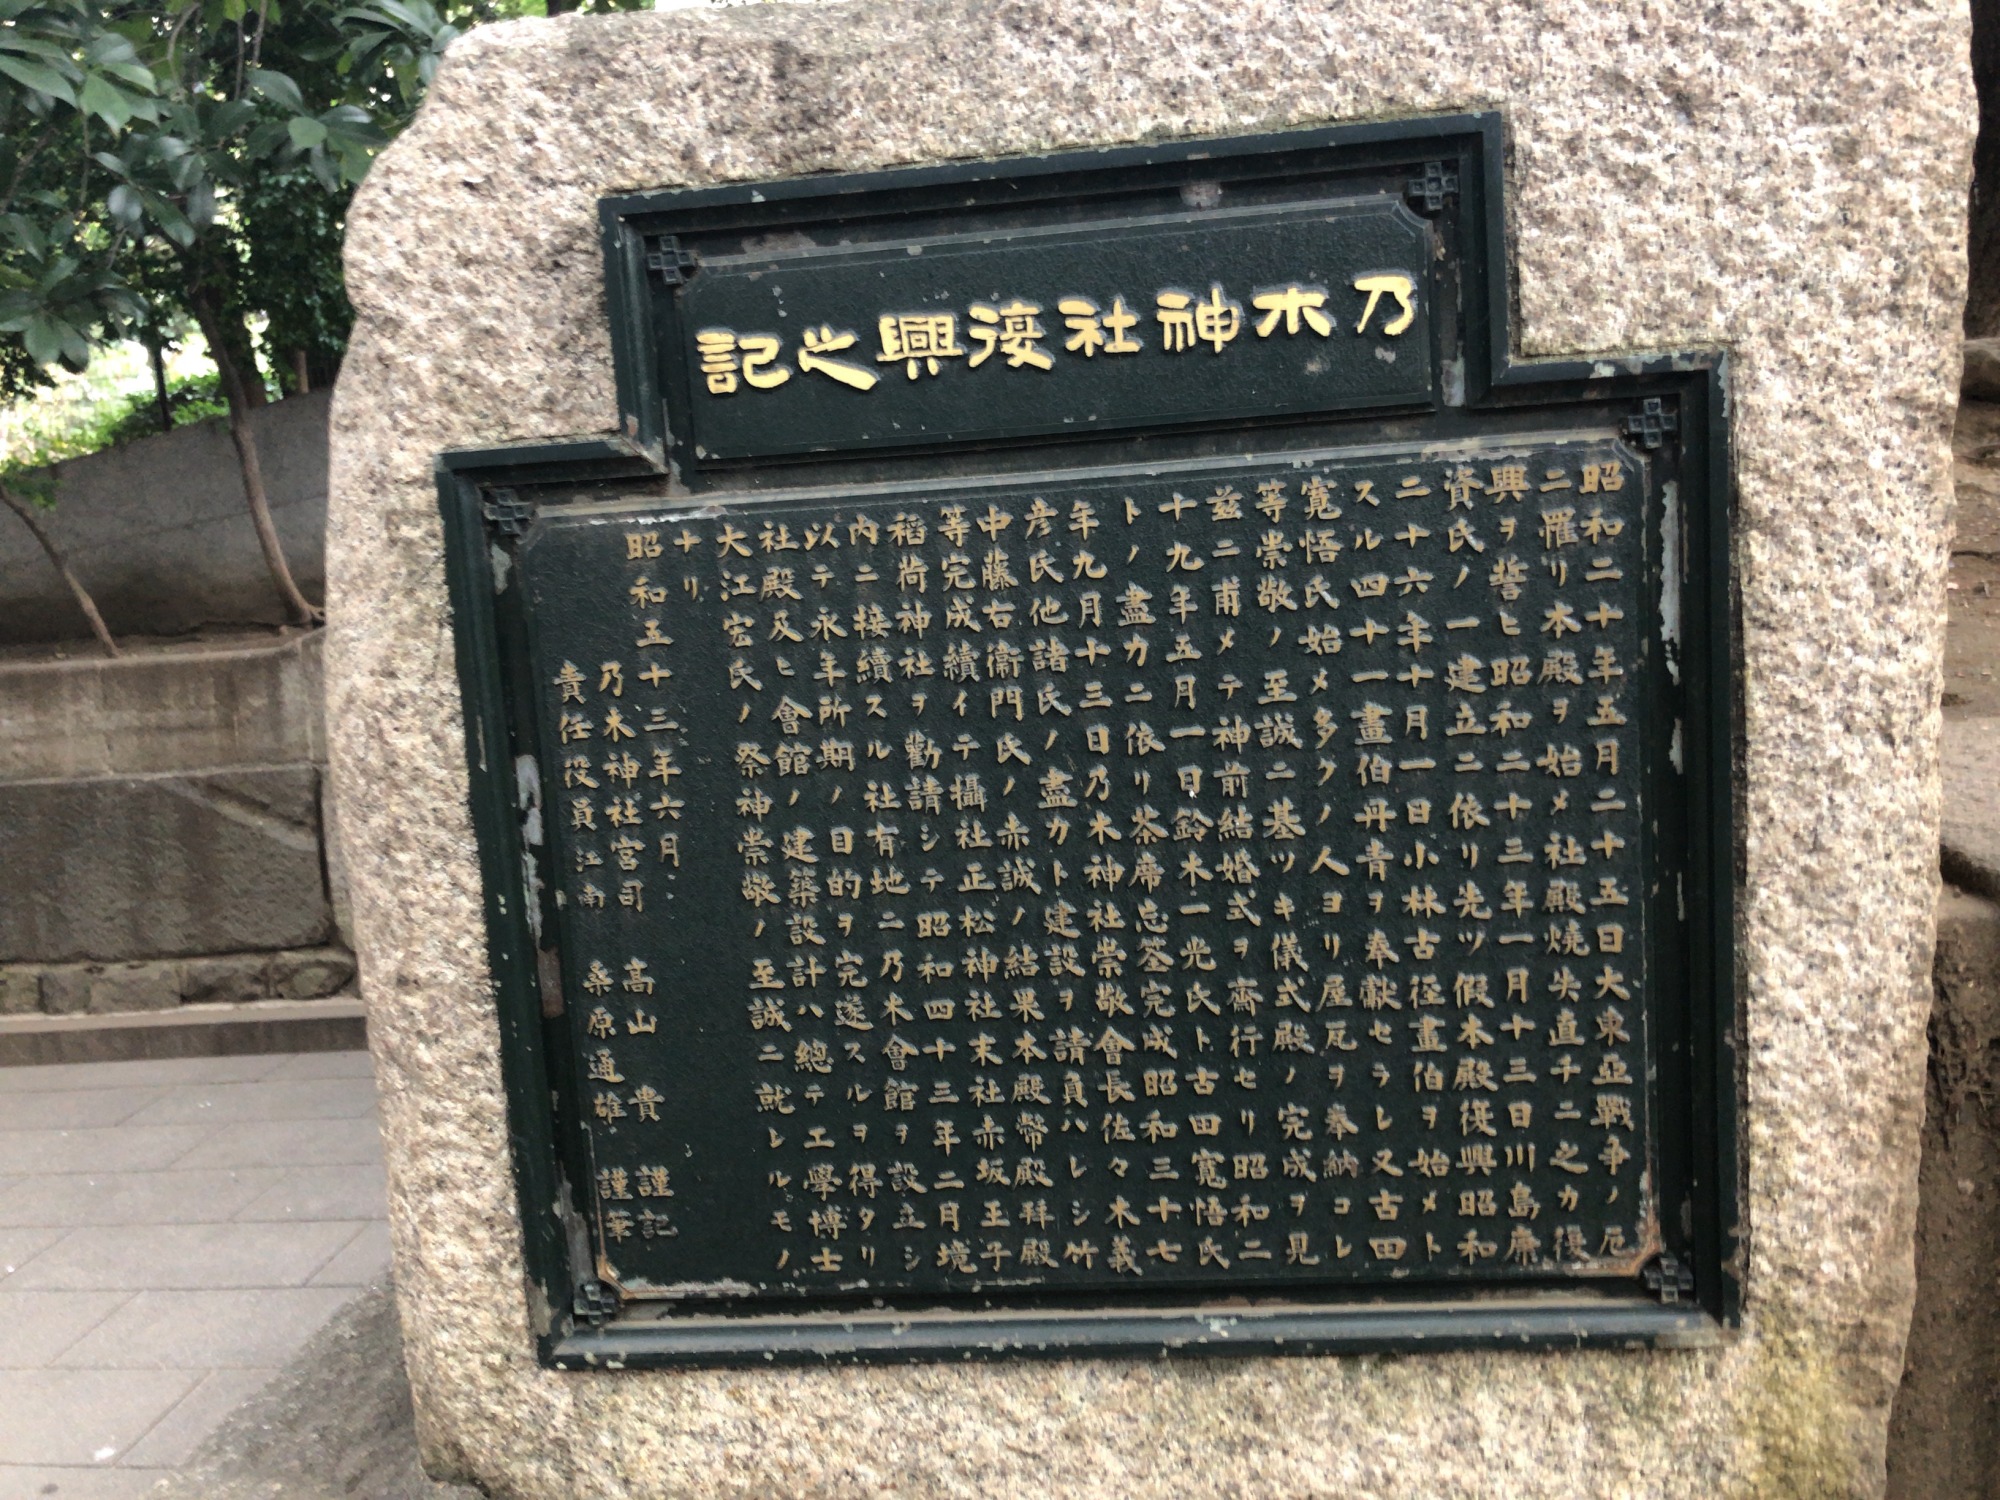 乃木神社復興之記
昭和二十年五月二十五日大東亞戰争ノ厄
ニ罹リ本殿ヲ始メ社殿燒失直チニ之カ復
興ヲ誓ヒ昭和二十三年一月十三日川島廉
資氏ノ一建立ニ依リ先ツ假本殿復興昭和
二十六年十月一日小林古径畫伯ヲ始メト
スル四十一畫伯丹青ヲ奉獻セラレ又古田
寬悟氏始メ多クノ人ヨリ屋瓦ヲ奉納コレ
等崇敬ノ至誠ニ基ツキ儀式殿ノ完成ヲ見
茲ニ甫メテ神前結婚式ヲ齋行セリ昭和二
十九年五月一日鈴木一光氏ト古田寬悟氏
トノ盡力ニ依リ茶席忘筌完成昭和三十七
年九月十三日乃木神社崇敬會長佐々木義
彦氏他諸氏ノ盡力ト建設ヲ請負ハレシ竹
中藤右衞門氏ノ赤誠ノ結果本殿幣殿拜殿
等完成續イテ攝社正松神社末社赤坂王子
稻荷神社ヲ勸請シテ昭和四十三年二月境
内ニ接續スル社有地ニ乃木會館ヲ設立シ
以テ永年所期ノ目的ヲ完遂スルヲ得タリ
社殿及ヒ會館ノ建築設計ハ總テ工學博士
大江宏氏ノ祭神崇敬ノ至誠ニ就レルモノ
ナリ
昭和五十三年六月
乃木神社宮司 高山 貴 謹記
責任役員 江南 桑原通雄 謹筆